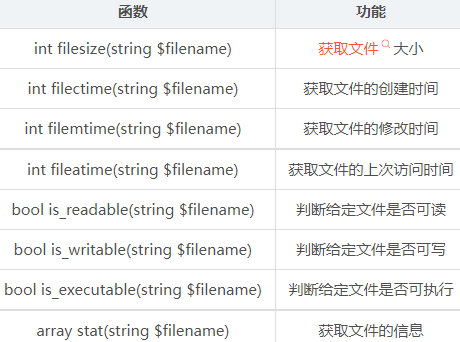 函数 功能
int filesize(string $filename) 获取文件 大小
int filectime(string $filename) 获取文件的创建时间
int filemtime(string $filename) 获取文件的修改时间
int fileatime(string $filename) 获取文件的上次访问时间
bool is_readable(string $filename) 判断给定文件是否可读
bool is_writable(string $filename) 判断给定文件是否可写
bool is_executable(string $filename) 判断给定文件是否可执行
array stat(string $filename) 获取文件的信息